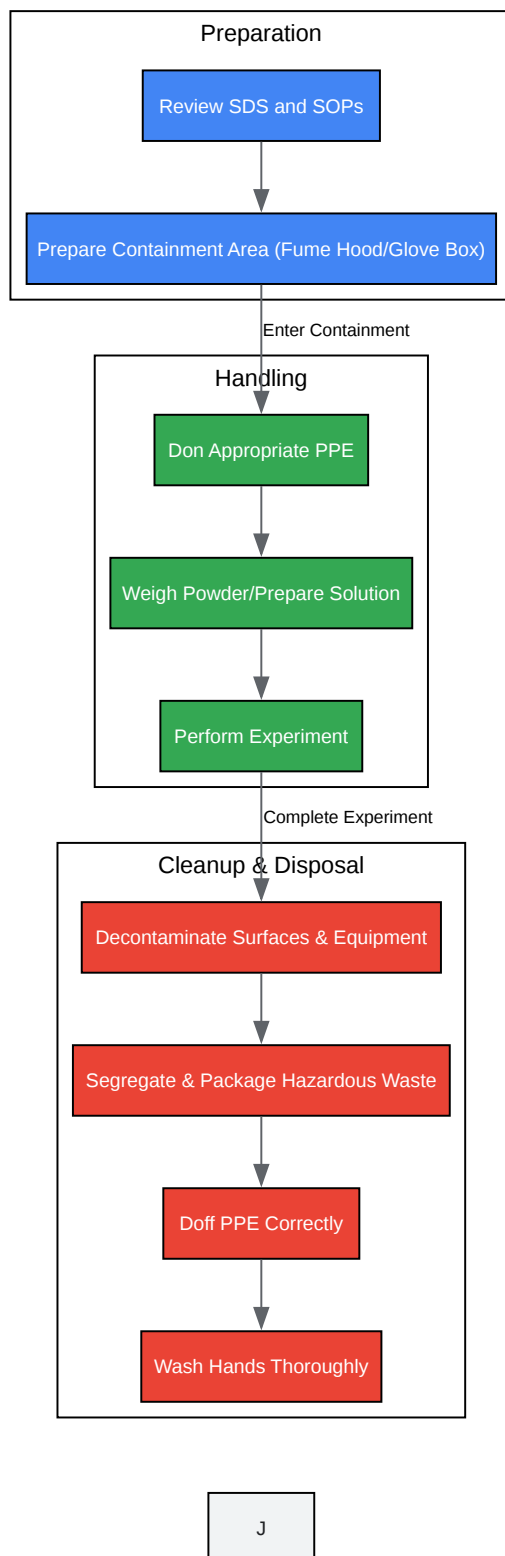 Preparation
Review SDS and SOPs
Prepare Containment Area (Fume Hood/Glove Box)
Enter Containment
Handling
Don Appropriate PPE
Weigh Powder/Prepare Solution
Perform Experiment
Complete Experiment
Cleanup & Disposal
Decontaminate Surfaces & Equipment
Segregate & Package Hazardous Waste
Doff PPE Correctly
Wash Hands Thoroughly
J